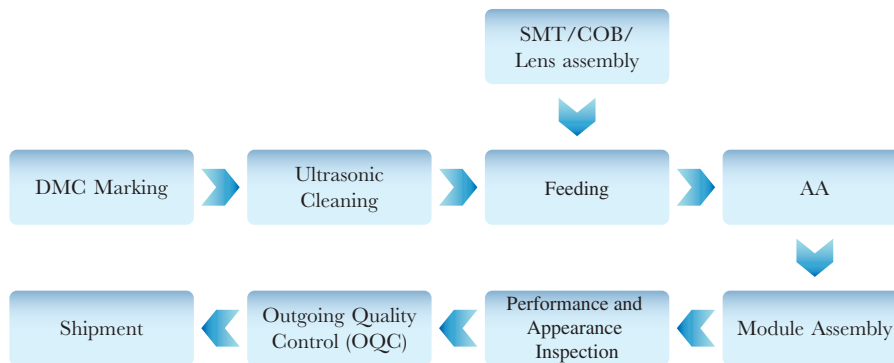 SMT/COB/
Lens assembly
DMC Marking
Ultrasonic
Cleaning
Feeding
AA
Shipment
Outgoing Quality
Control (OQC)
Performance and
Appearance
Inspection
Module Assembly